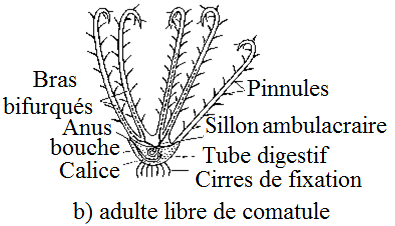 Bras
bifurqués
Anus
bouche
Calice
Pinnules
Sillon ambulacraire
Tube digestif
Cirres de fixation
b) adulte libre de comatule